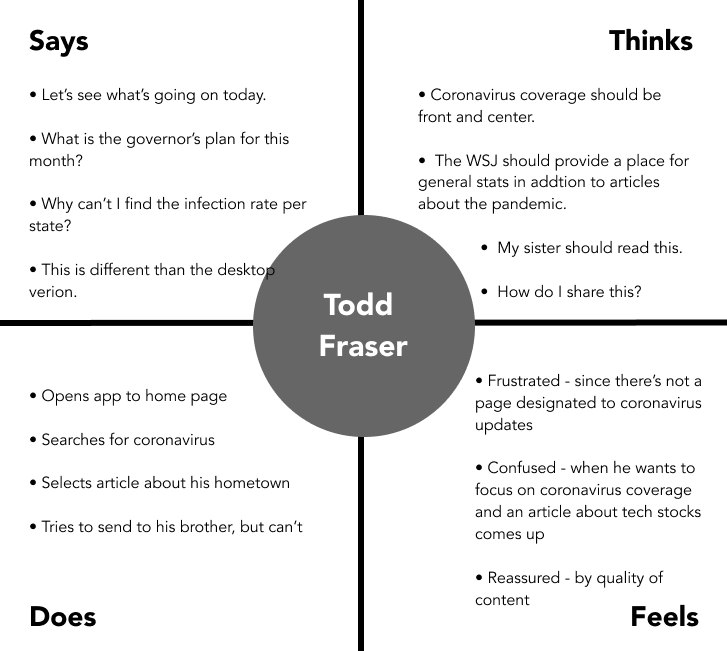 Says
• Let’s see what’s going on today.
• What is the governor’s plan for this
month?
• Why can’t I find the infection rate per
state?
• This is different than the desktop
verion.
Thinks
• Coronavirus coverage should be
front and center.
• The WSJ should provide a place for
general stats in addtion to articles
about the pandemic.
• My sister should read this.
• How do I share this?
Todd
Fraser
• Opens app to home page
• Searches for coronavirus
• Selects article about his hometown
• Tries to send to his brother, but can’t
Does
• Frustrated - since there’s not a
page designated to coronavirus
updates
• Confused - when he wants to
focus on coronavirus coverage
and an article about tech stocks
comes up
• Reassured - by quality of
content
Feels